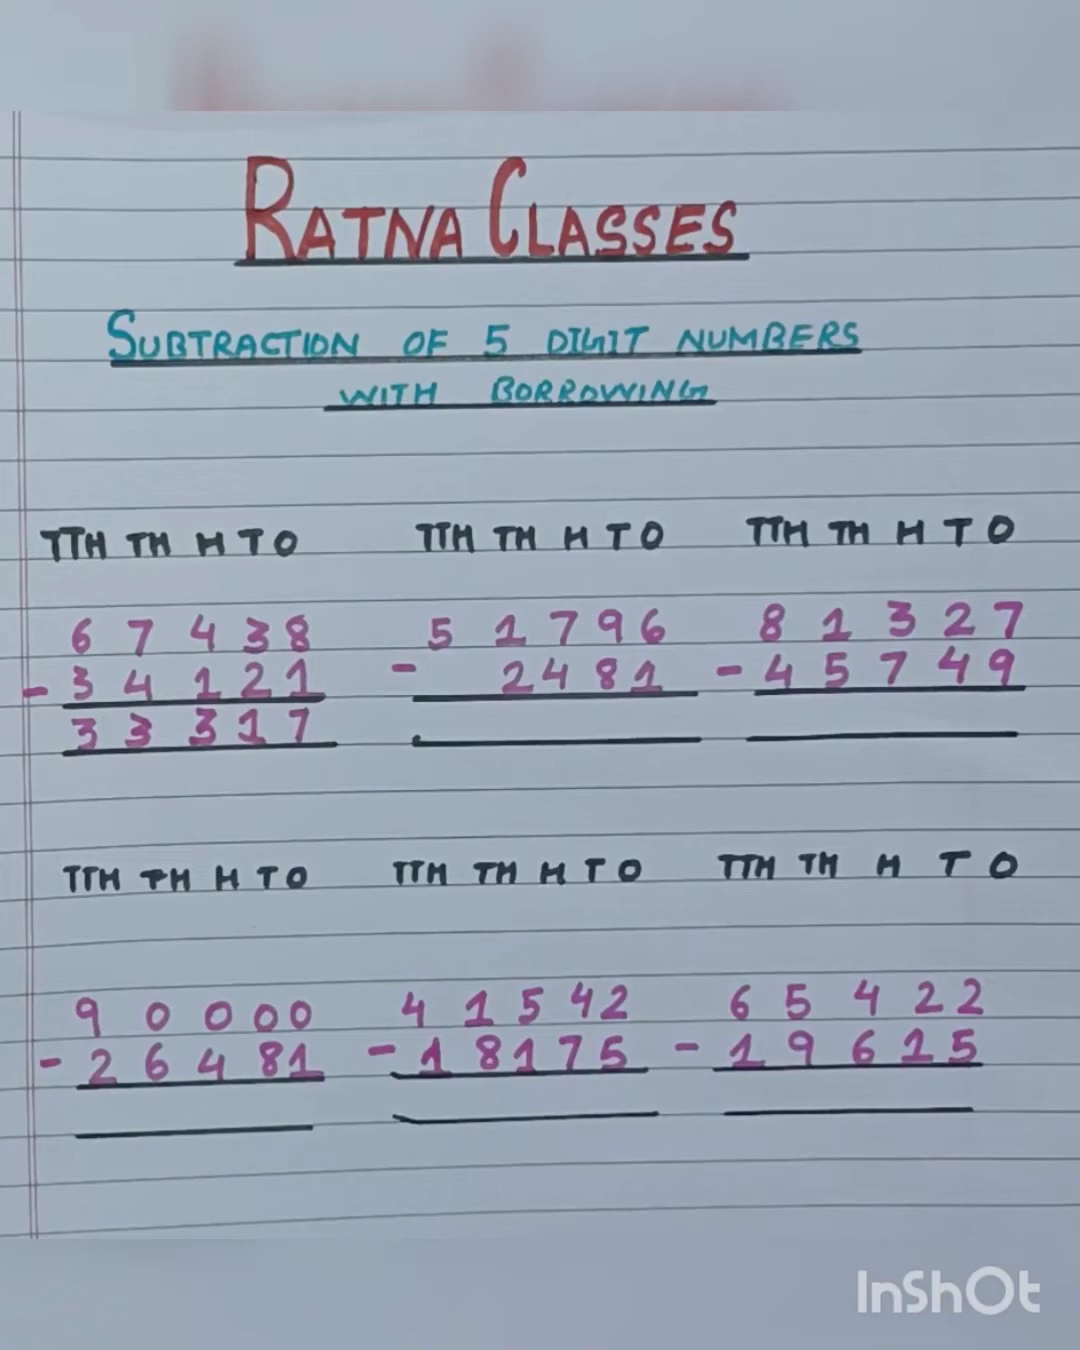 RATNA CLASSES
SUBTRACTION OF 5 DIGIT NUMBERS
WITH BORROWING
TTH TH H T O TTH TH H T O TTH TH H T O
6 7 4 3 8 5 1 7 9 6 8 1 3 2 7
- 3 4 1 2 1 - 2 4 8 1 - 4 5 7 4 9
3 3 3 1 7
TTH TH H T O TTH TH H T O TTH TH H T O
9 0 0 0 0 4 1 5 4 2 6 5 4 2 2
- 2 6 4 8 1 - 1 8 1 7 5 - 1 9 6 1 5
InShOt